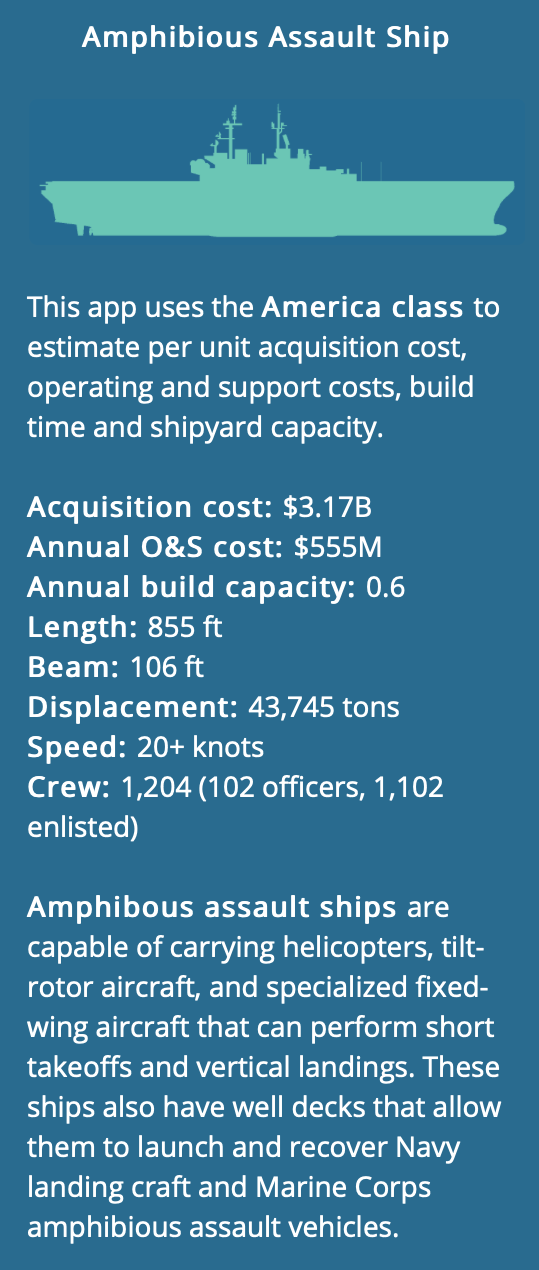 Amphibious Assault Ship
This app uses the America class to
estimate per unit acquisition cost,
operating and support costs, build
time and shipyard capacity.
Acquisition cost: $3.17B
Annual O&S cost: $555M
Annual build capacity: 0.6
Length: 855 ft
Beam: 106 ft
Displacement: 43,745 tons
Speed: 20+ knots
Crew: 1,204 (102 officers, 1,102
enlisted)
Amphibous assault ships are
capable of carrying helicopters, tilt-
rotor aircraft, and specialized fixed-
wing aircraft that can perform short
takeoffs and vertical landings. These
ships also have well decks that allow
them to launch and recover Navy
landing craft and Marine Corps
amphibious assault vehicles.